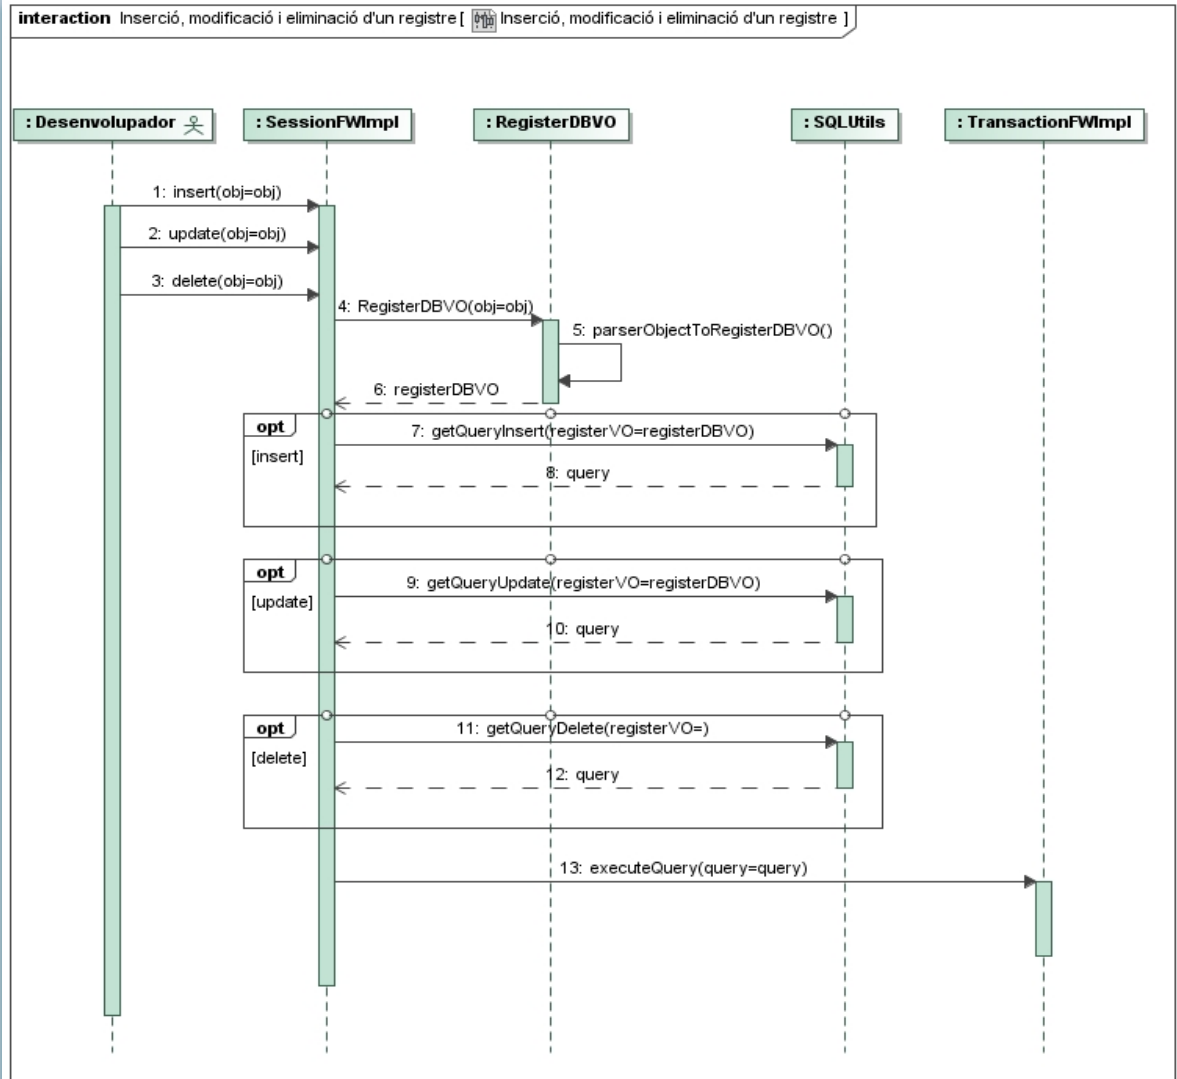 interaction Inserció, modificació i eliminació d'un registre [ Inserció, modificació i eliminació d'un registre ]
: Desenvolupador
: SessionFWImpl
: RegisterDBVO
: SQLUtils
: TransactionFWImpl
1: insert(obj=obj)
2: update(obj=obj)
3: delete(obj=obj)
4: RegisterDBVO(obj=obj)
5: parserObjectToRegisterDBVO()
6: registerDBVO
opt
7: getQueryInsert(registerVO=registerDBVO)
[insert]
8: query
opt
9: getQueryUpdate(registerVO=registerDBVO)
[update]
10: query
opt
11: getQueryDelete(registerVO=)
[delete]
12: query
13: executeQuery(query=query)